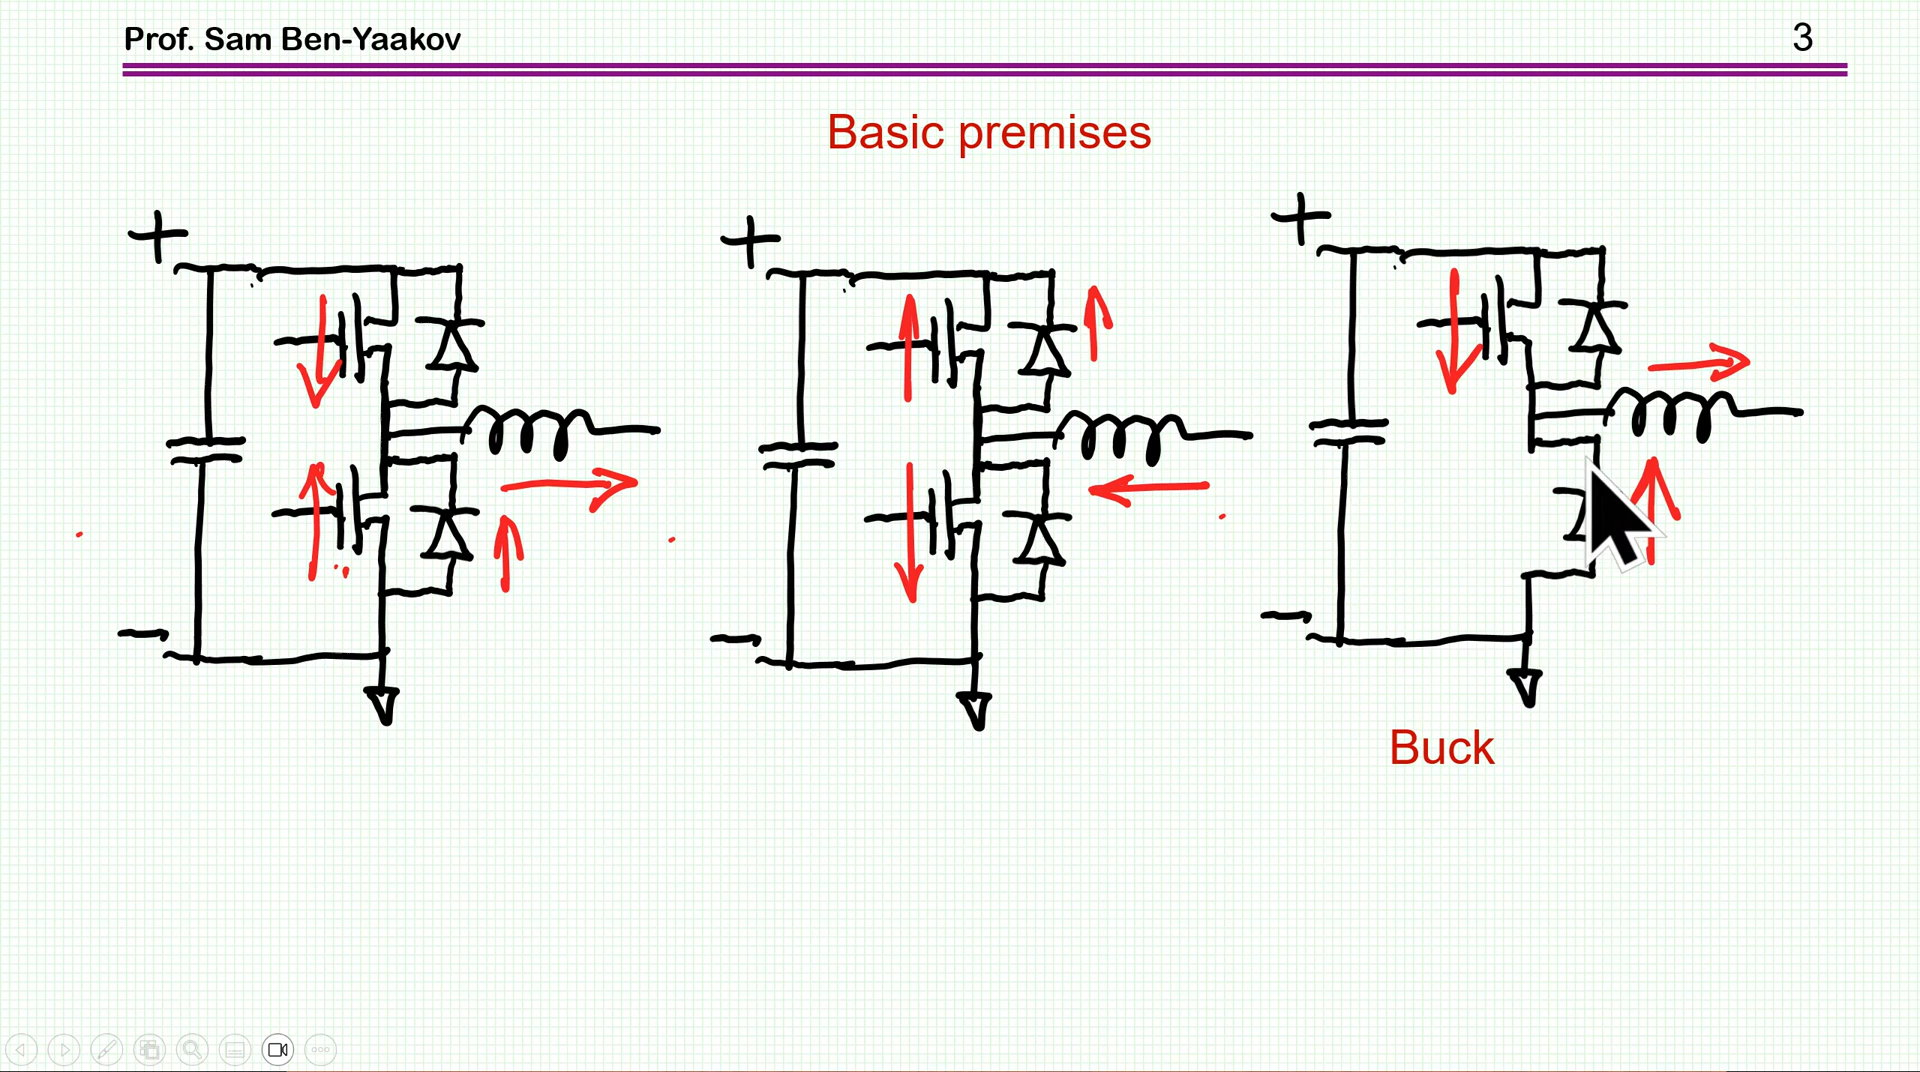 Prof. Sam Ben-Yaakov
3
Basic premises
+
+
+
−
−
−
Buck